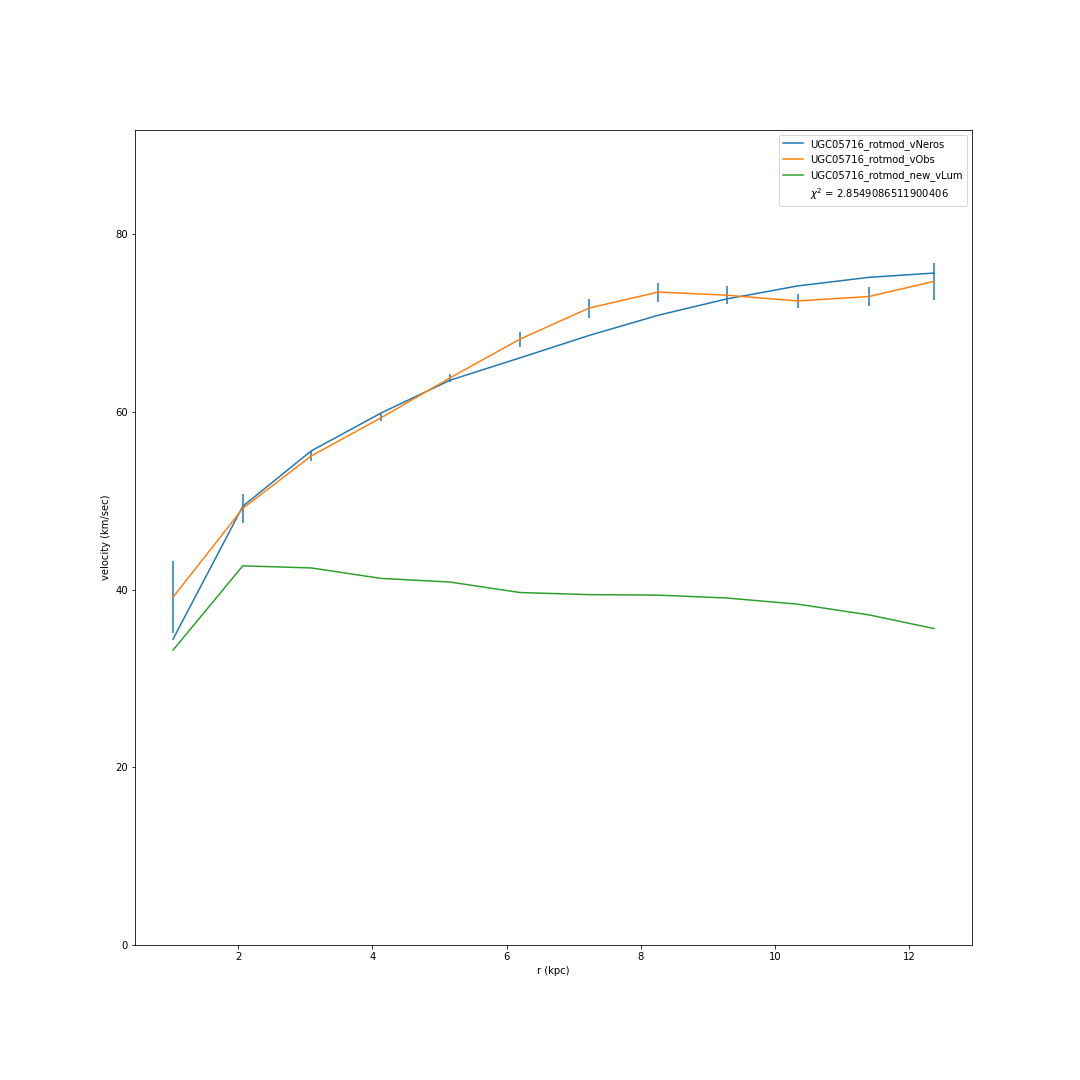 UGC05716_rotmod_vNeros
UGC05716_rotmod_vObs
UGC05716_rotmod_new_vLum
χ² = 2.8549086511900406
80
60
40
20
0
velocity (km/sec)
2 4 6 8 10 12
r (kpc)